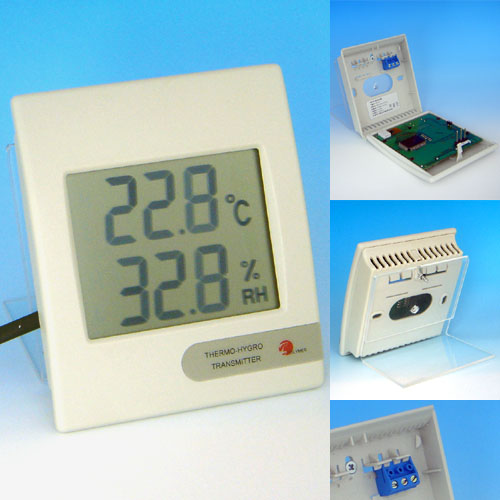 22.8 °C
32.8 % RH
THERMO-HYGRO
TRANSMITTER